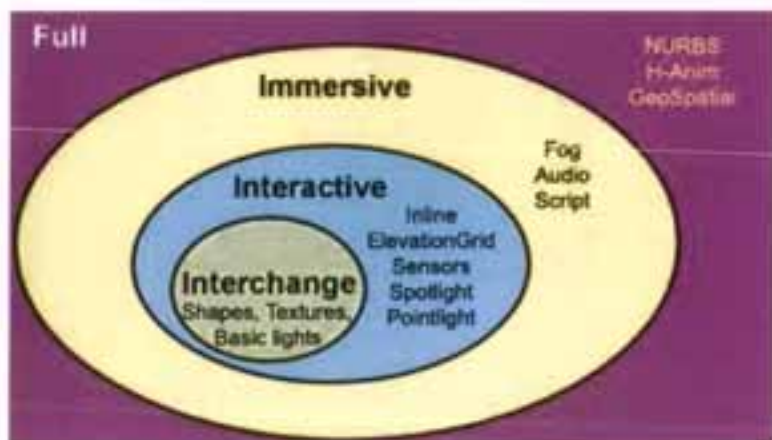 Full
NURBS
H-Anim
GeoSpatial
Immersive
Fog
Audio
Script
Interactive
Inline
ElevationGrid
Sensors
Spotlight
Pointlight
Interchange
Shapes, Textures,
Basic lights